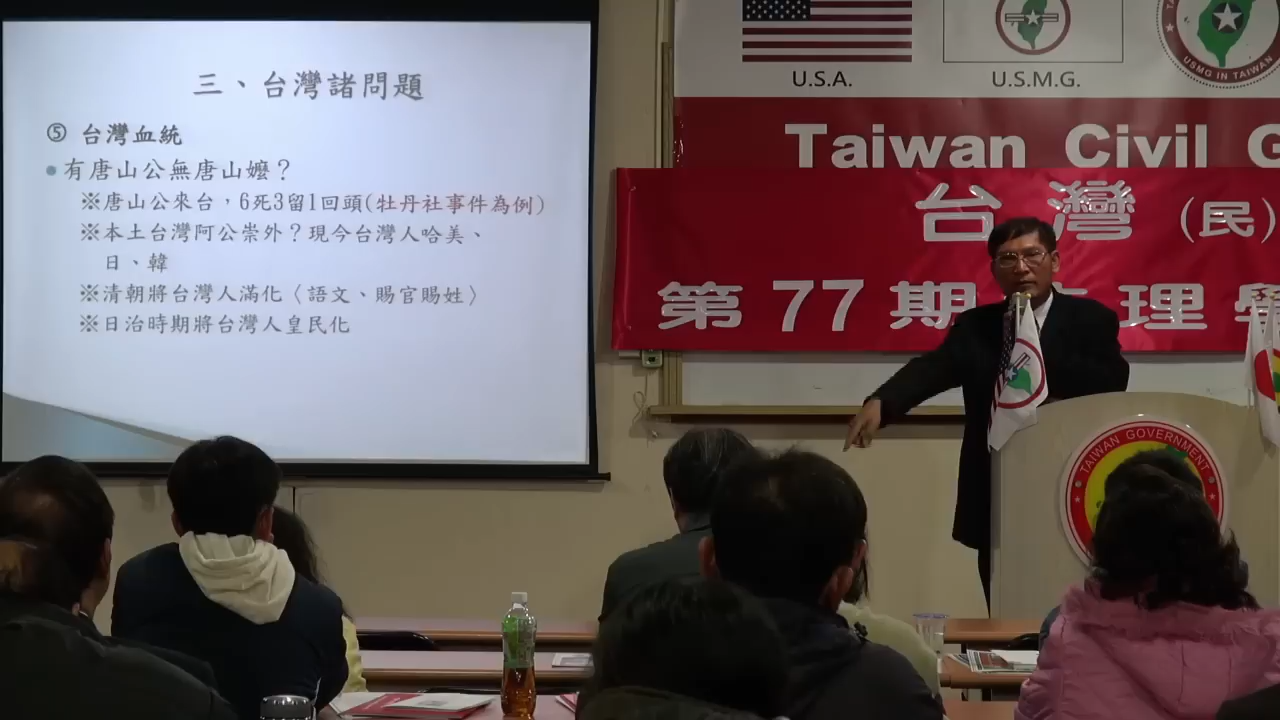 三、台灣諸問題
⑤ 台灣血統
有唐山公無唐山嬤？
※唐山公來台，6死3留1回頭(牡丹社事件為例)
※本土台灣阿公崇外？現今台灣人哈美、
日、韓
※清朝將台灣人滿化〈語文、賜官賜姓〉
※日治時期將台灣人皇民化
U.S.A.
U.S.M.G.
USMG IN TAIWAN
Taiwan Civil G
台灣(民)
第77期 理學
TAIWAN GOVERNMENT